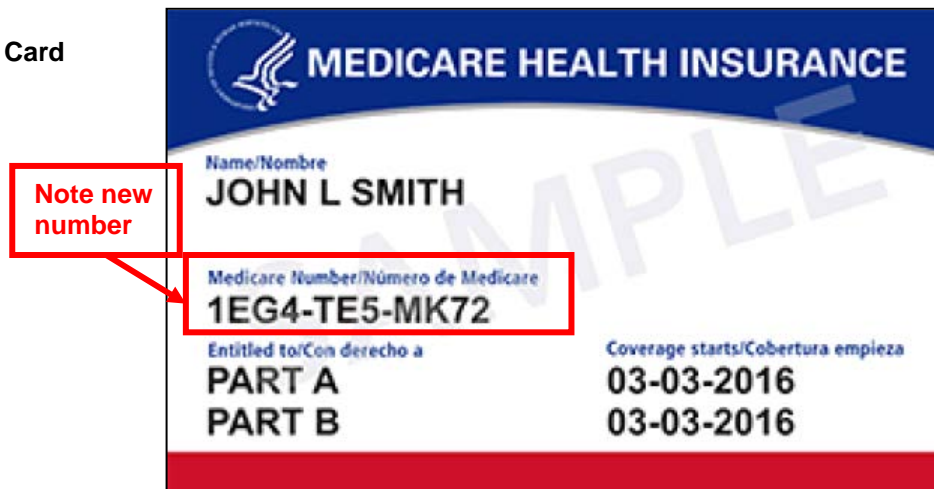 Card
MEDICARE HEALTH INSURANCE
Name/Nombre
JOHN L SMITH
SAMPLE
Note new
number
Medicare Number/Número de Medicare
1EG4-TE5-MK72
Entitled to/Con derecho a
Coverage starts/Cobertura empieza
PART A
03-03-2016
PART B
03-03-2016